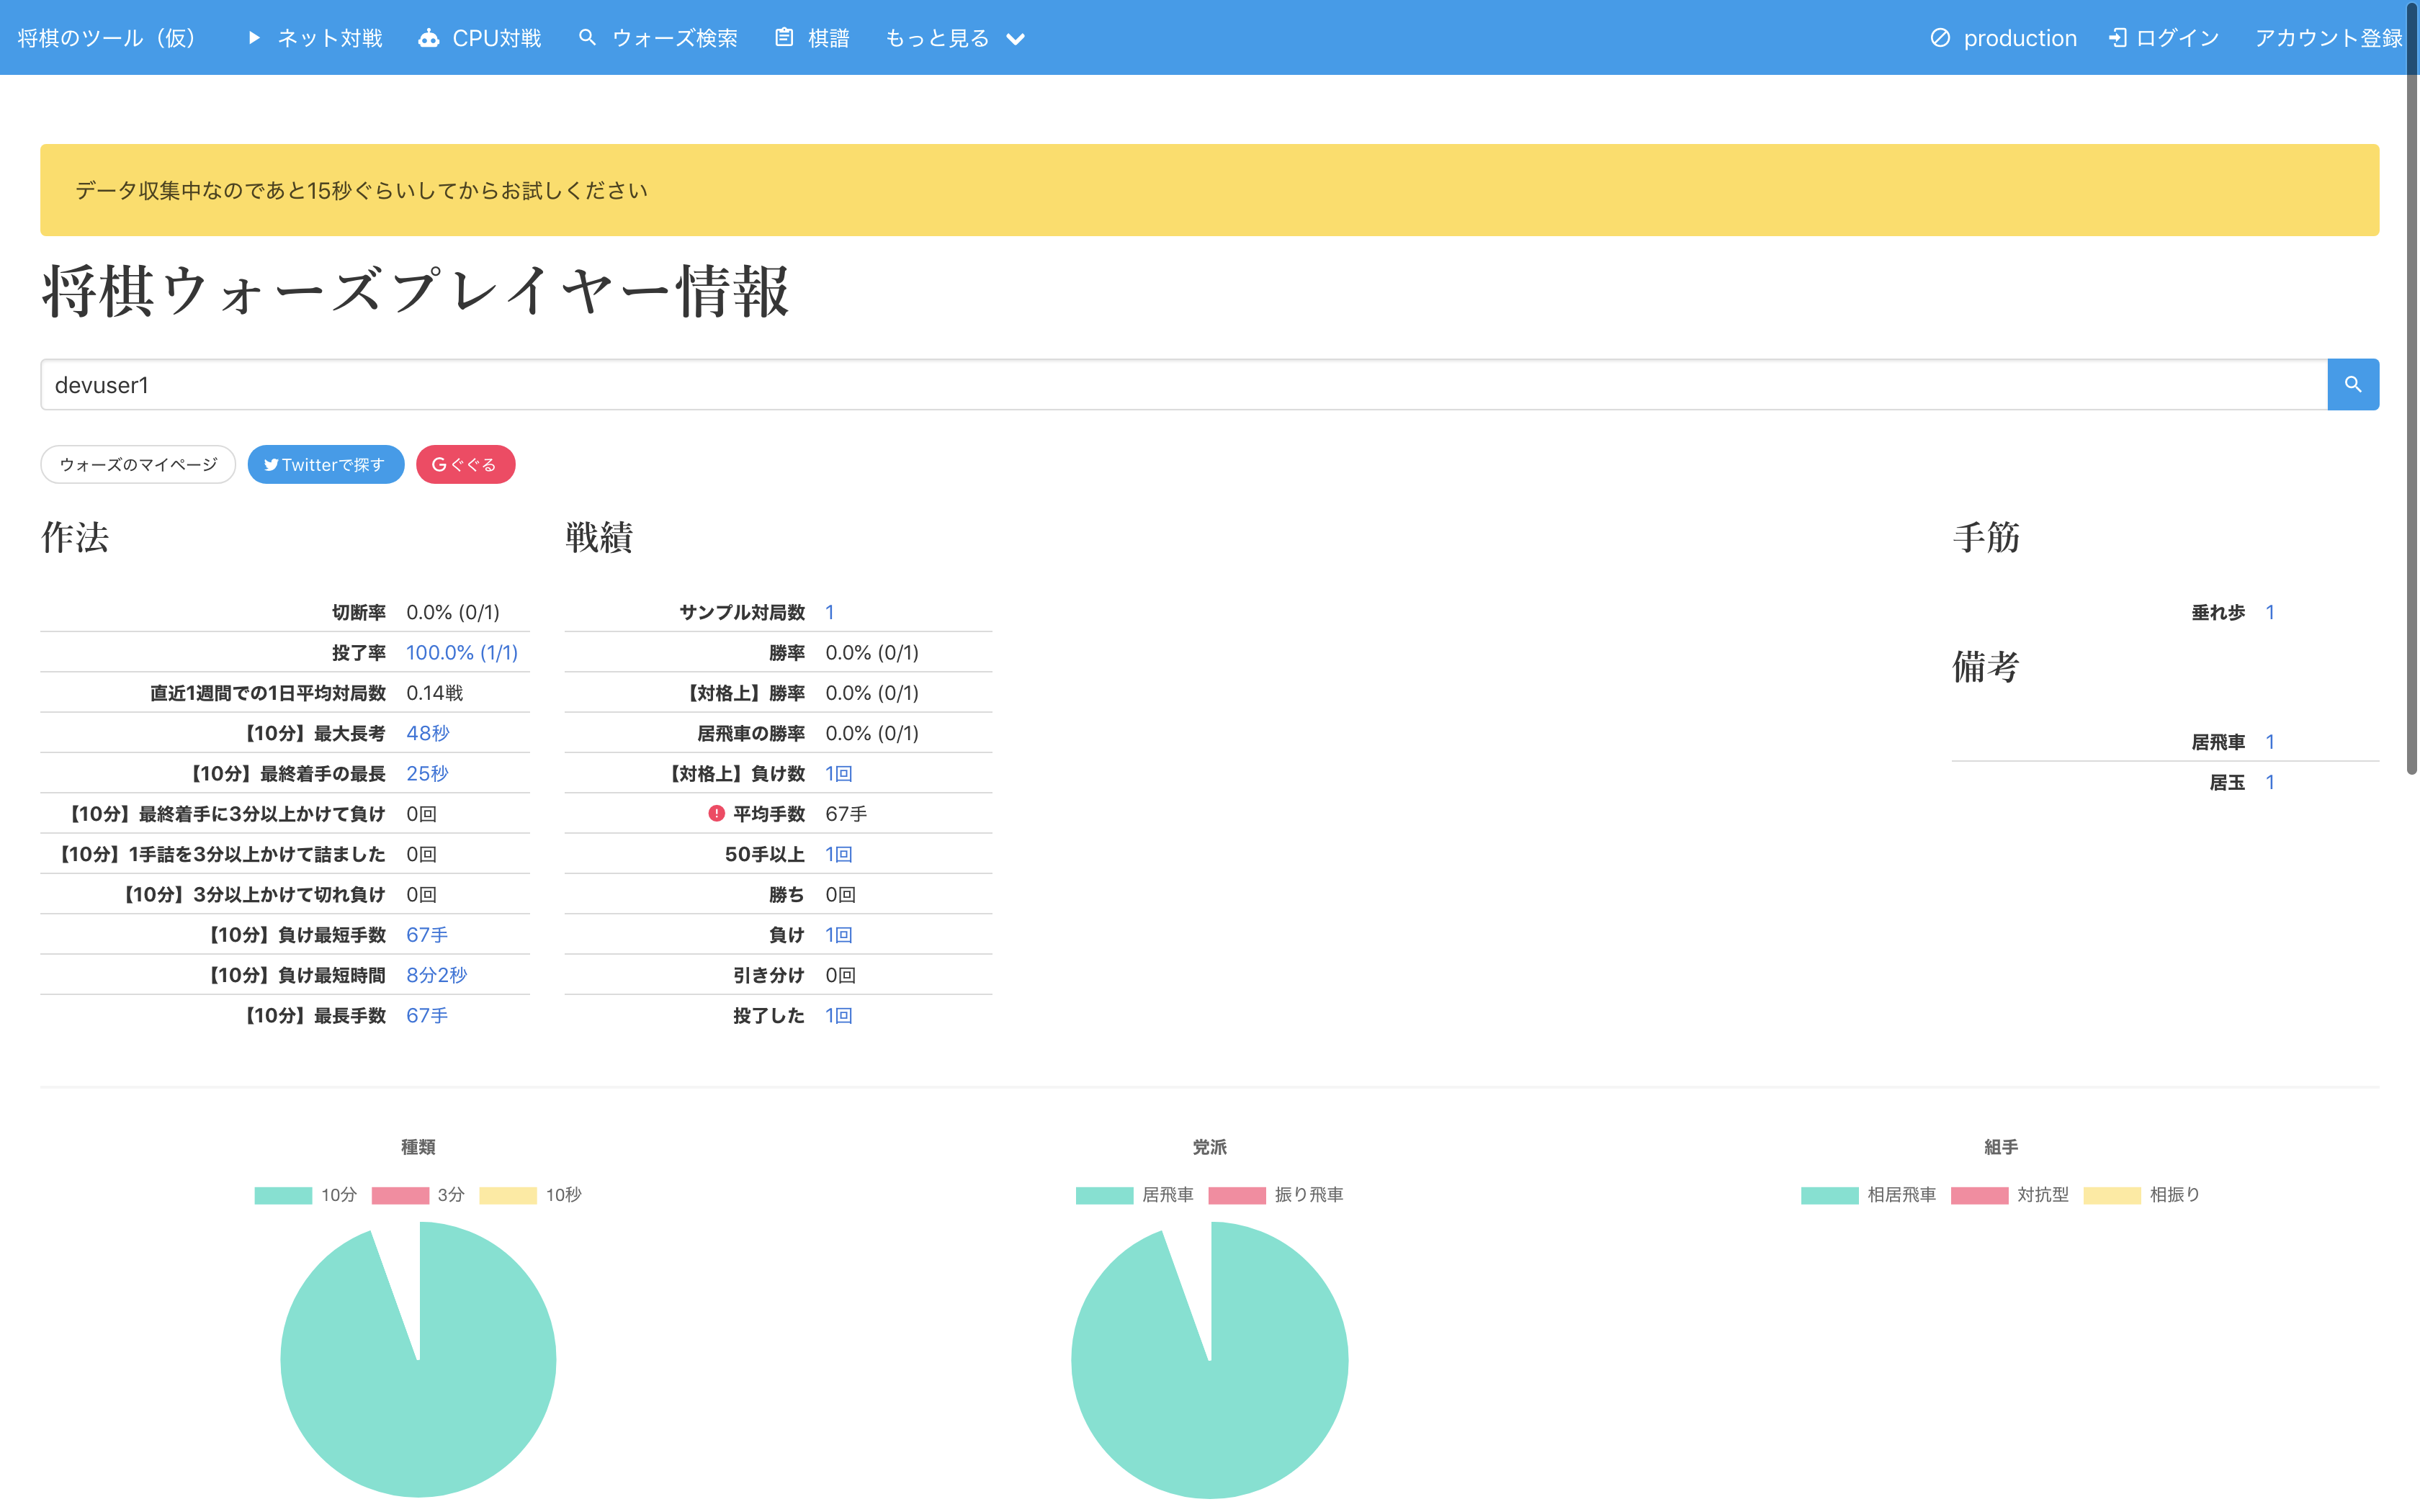 将棋のツール（仮） ネット対戦 CPU対戦 ウォーズ検索 棋譜 もっと見る production ログイン アカウント登録
データ収集中なのであと15秒ぐらいしてからお試しください
将棋ウォーズプレイヤー情報
devuser1
ウォーズのマイページ Twitterで探す ぐぐる
作法
切断率 0.0% (0/1)
投了率 100.0% (1/1)
直近1週間での1日平均対局数 0.14戦
【10分】最大長考 48秒
【10分】最終着手の最長 25秒
【10分】最終着手に3分以上かけて負け 0回
【10分】1手詰を3分以上かけて詰ました 0回
【10分】3分以上かけて切れ負け 0回
【10分】負け最短手数 67手
【10分】負け最短時間 8分2秒
【10分】最長手数 67手
戦績
サンプル対局数 1
勝率 0.0% (0/1)
【対格上】勝率 0.0% (0/1)
居飛車の勝率 0.0% (0/1)
【対格上】負け数 1回
平均手数 67手
50手以上 1回
勝ち 0回
負け 1回
引き分け 0回
投了した 1回
手筋
垂れ歩 1
備考
居飛車 1
居玉 1
種類
10分 3分 10秒
党派
居飛車 振り飛車
組手
相居飛車 対抗型 相振り